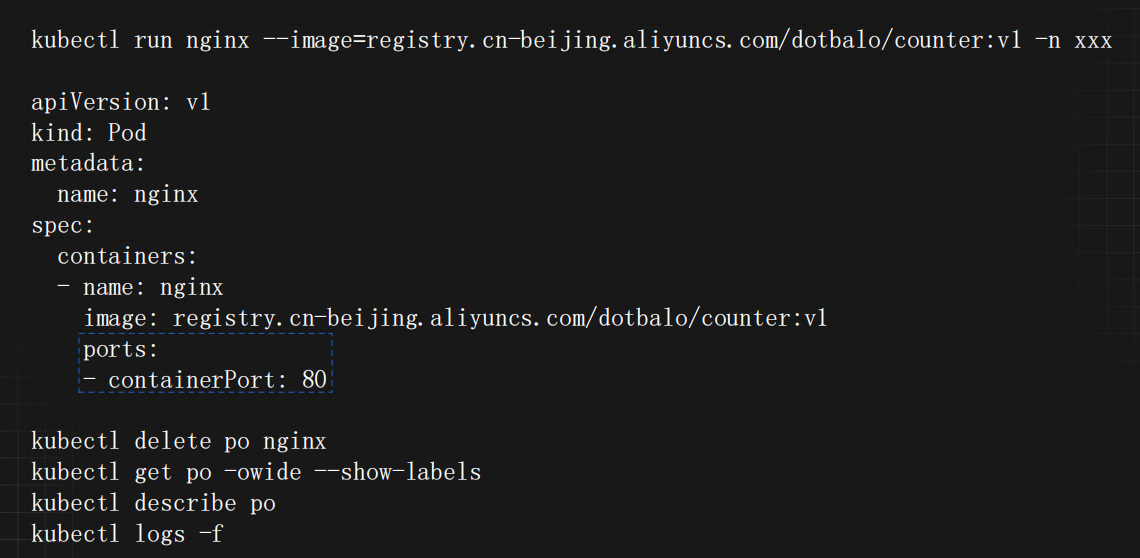 kubectl run nginx --image=registry.cn-beijing.aliyuncs.com/dotbalo/counter:v1 -n xxx
apiVersion: v1
kind: Pod
metadata:
  name: nginx
spec:
  containers:
  - name: nginx
    image: registry.cn-beijing.aliyuncs.com/dotbalo/counter:v1
    ports:
    - containerPort: 80
kubectl delete po nginx
kubectl get po -owide --show-labels
kubectl describe po
kubectl logs -f